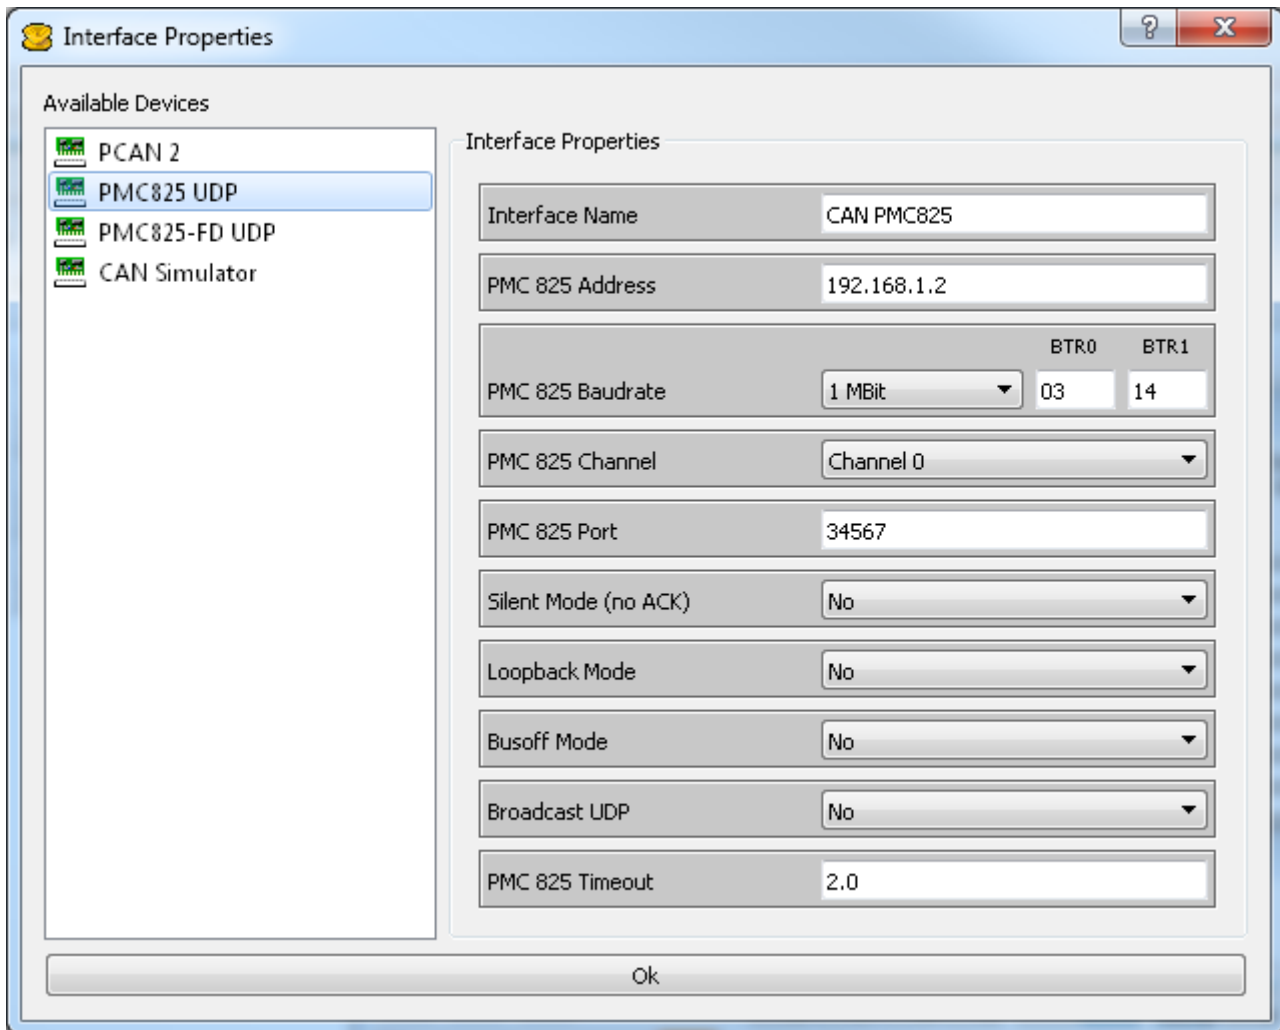 Interface Properties
Available Devices
PCAN 2
PMC825 UDP
PMC825-FD UDP
CAN Simulator
Interface Properties
Interface Name CAN PMC825
PMC 825 Address 192.168.1.2
BTR0 BTR1
PMC 825 Baudrate 1 MBit 03 14
PMC 825 Channel Channel 0
PMC 825 Port 34567
Silent Mode (no ACK) No
Loopback Mode No
Busoff Mode No
Broadcast UDP No
PMC 825 Timeout 2.0
Ok